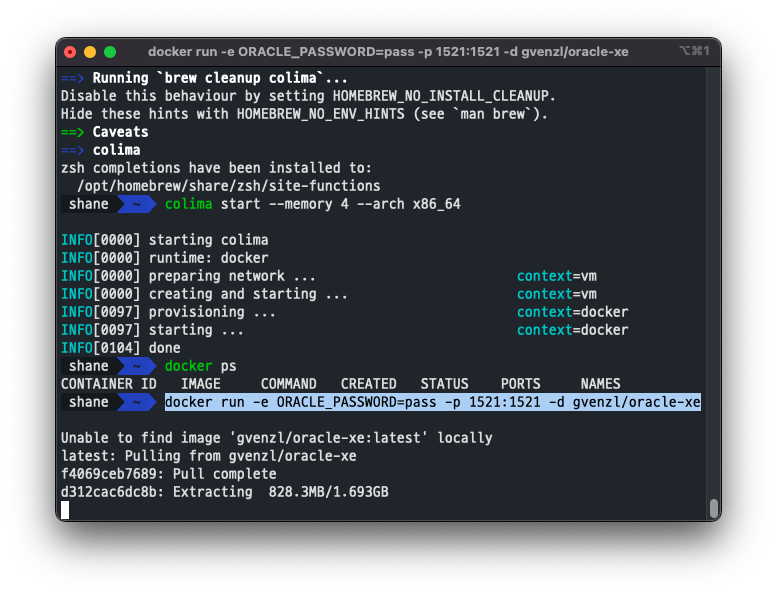 docker run -e ORACLE_PASSWORD=pass -p 1521:1521 -d gvenzl/oracle-xe ⌥⌘1
==> Running `brew cleanup colima`...
Disable this behaviour by setting HOMEBREW_NO_INSTALL_CLEANUP.
Hide these hints with HOMEBREW_NO_ENV_HINTS (see `man brew`).
==> Caveats
==> colima
zsh completions have been installed to:
  /opt/homebrew/share/zsh/site-functions
shane ~ colima start --memory 4 --arch x86_64
INFO[0000] starting colima
INFO[0000] runtime: docker
INFO[0000] preparing network ... context=vm
INFO[0000] creating and starting ... context=vm
INFO[0097] provisioning ... context=docker
INFO[0097] starting ... context=docker
INFO[0104] done
shane ~ docker ps
CONTAINER ID IMAGE COMMAND CREATED STATUS PORTS NAMES
shane ~ docker run -e ORACLE_PASSWORD=pass -p 1521:1521 -d gvenzl/oracle-xe
Unable to find image 'gvenzl/oracle-xe:latest' locally
latest: Pulling from gvenzl/oracle-xe
f4069ceb7689: Pull complete
d312cac6dc8b: Extracting 828.3MB/1.693GB